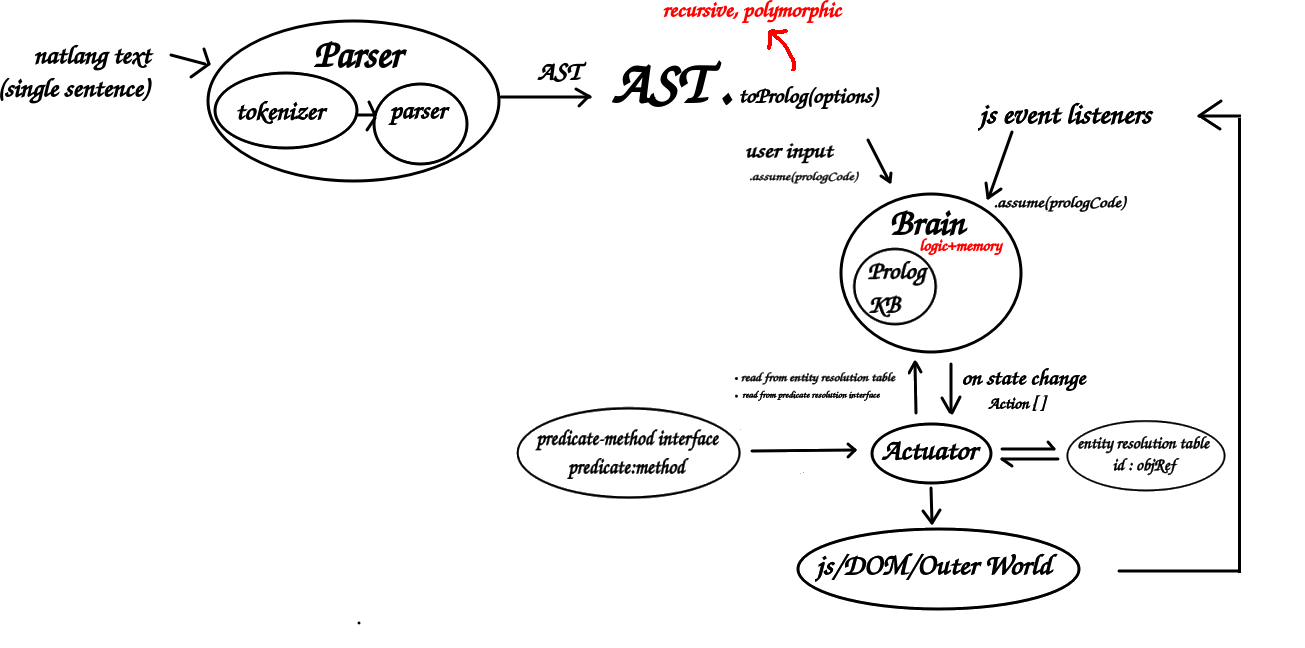 recursive, polymorphic
natlang text
(single sentence)
Parser
tokenizer
parser
AST
AST.toProlog(options)
js event listeners
user input
.assume(prologCode)
.assume(prologCode)
Brain
logic+memory
Prolog
KB
• read from entity resolution table
• read from predicate resolution interface
on state change
Action [ ]
predicate-method interface
predicate:method
Actuator
entity resolution table
id : objRef
js/DOM/Outer World